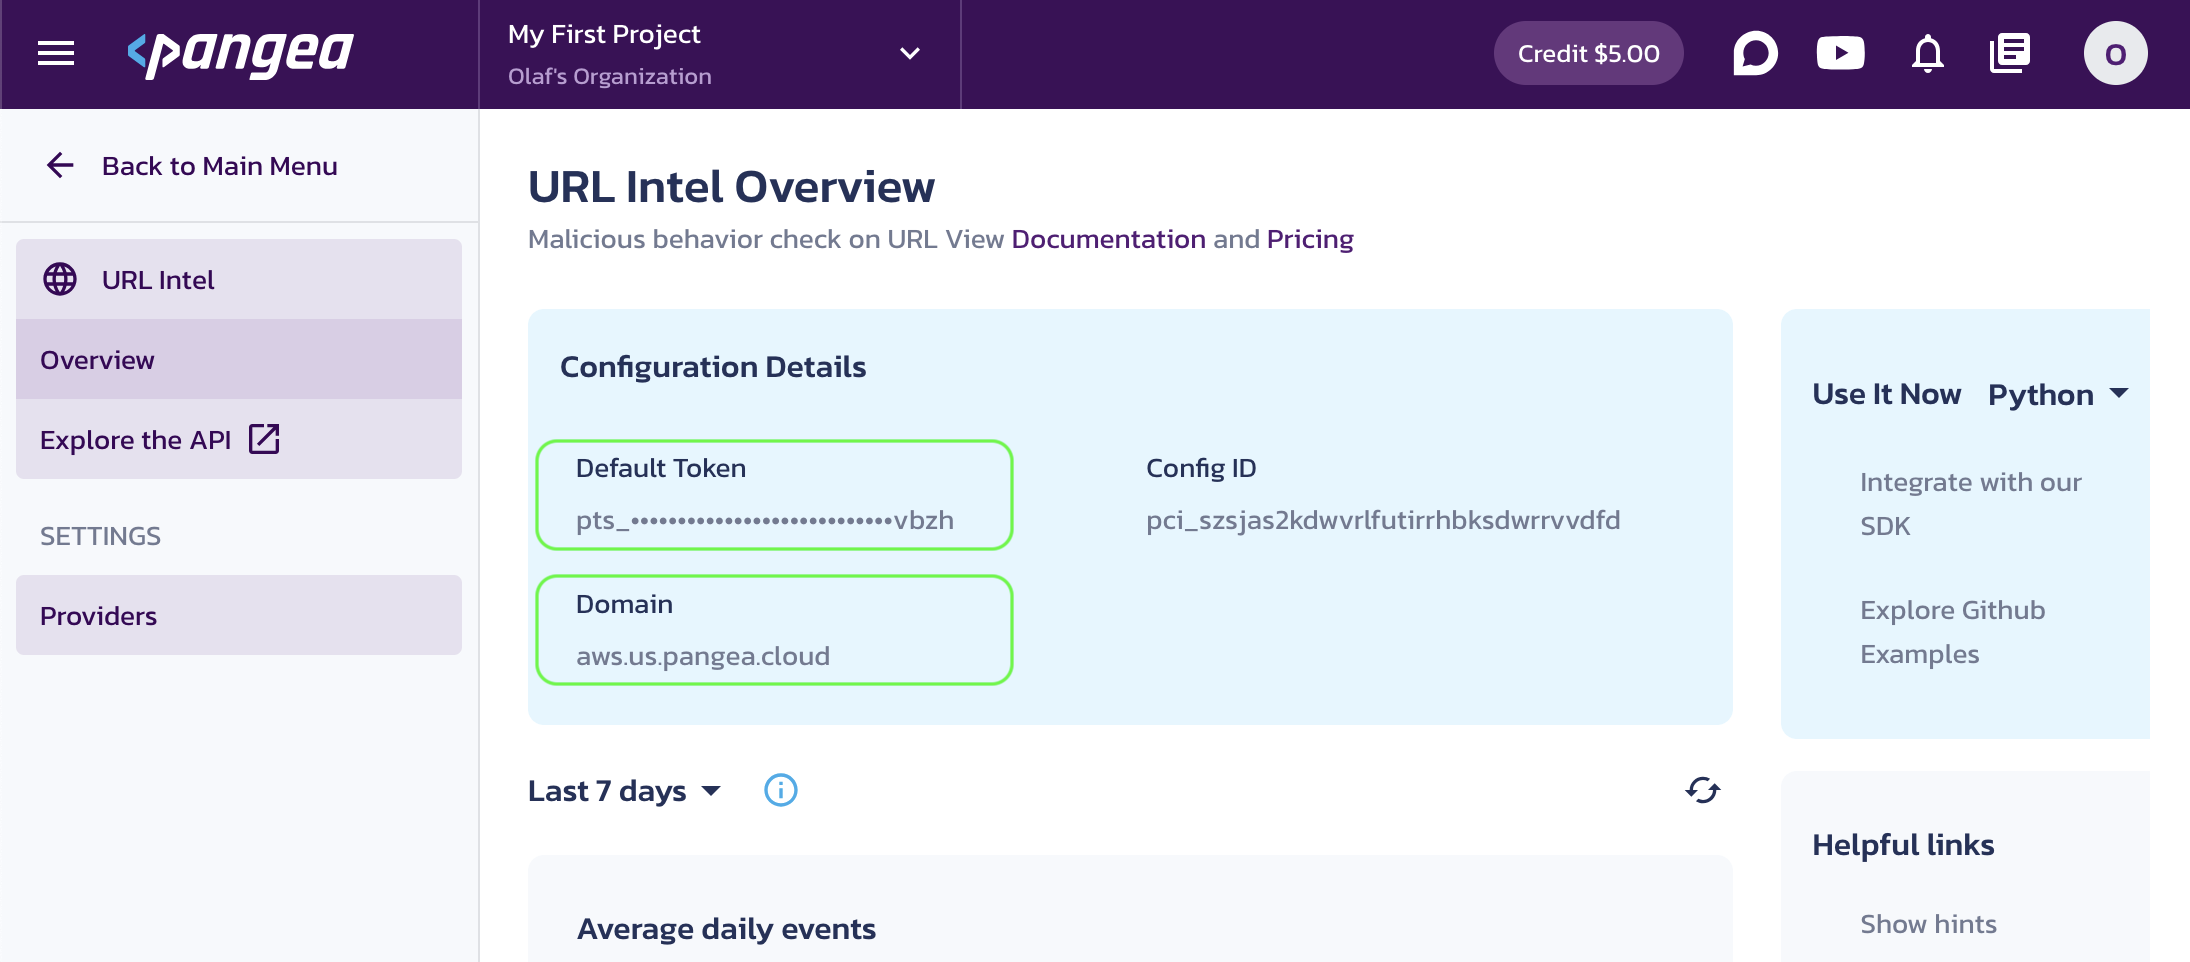 pangea
My First Project
Olaf's Organization
Credit $5.00
O
Back to Main Menu
URL Intel
Overview
Explore the API
SETTINGS
Providers
URL Intel Overview
Malicious behavior check on URL View Documentation and Pricing
Configuration Details
Default Token
pts_••••••••••••••••••••••••••••vbzh
Config ID
pci_szsjas2kdwvrlfutirrhbksdwrrvvdfd
Domain
aws.us.pangea.cloud
Use It Now Python
Integrate with our
SDK
Explore Github
Examples
Last 7 days
Average daily events
Helpful links
Show hints